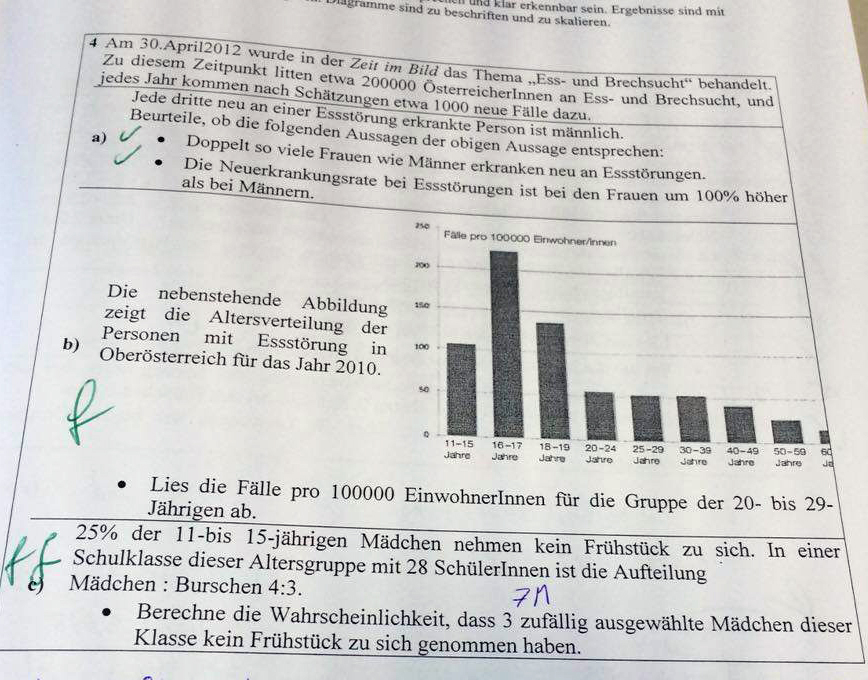 und klar erkennbar sein. Ergebnisse sind mit
Diagramme sind zu beschriften und zu skalieren.
4 Am 30.April2012 wurde in der Zeit im Bild das Thema „Ess- und Brechsucht“ behandelt.
Zu diesem Zeitpunkt litten etwa 200000 ÖsterreicherInnen an Ess- und Brechsucht, und
jedes Jahr kommen nach Schätzungen etwa 1000 neue Fälle dazu.
Jede dritte neu an einer Essstörung erkrankte Person ist männlich.
Beurteile, ob die folgenden Aussagen der obigen Aussage entsprechen:
a) • Doppelt so viele Frauen wie Männer erkranken neu an Essstörungen.
• Die Neuerkrankungsrate bei Essstörungen ist bei den Frauen um 100% höher
als bei Männern.
Die nebenstehende Abbildung
zeigt die Altersverteilung der
Personen mit Essstörung in
b) Oberösterreich für das Jahr 2010.
Fälle pro 100000 Einwohner/innen
250
200
150
100
50
0
11-15 16-17 18-19 20-24 25-29 30-39 40-49 50-59 60
Jahre Jahre Jahre Jahre Jahre Jahre Jahre Jahre Ja
• Lies die Fälle pro 100000 EinwohnerInnen für die Gruppe der 20- bis 29-
Jährigen ab.
25% der 11-bis 15-jährigen Mädchen nehmen kein Frühstück zu sich. In einer
Schulklasse dieser Altersgruppe mit 28 SchülerInnen ist die Aufteilung
c) Mädchen : Burschen 4:3.
7M
• Berechne die Wahrscheinlichkeit, dass 3 zufällig ausgewählte Mädchen dieser
Klasse kein Frühstück zu sich genommen haben.